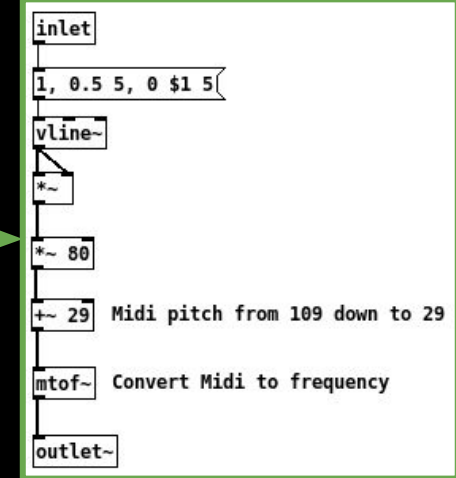 inlet
1, 0.5 5, 0 $1 5
vline~
*~
*~ 80
+~ 29 Midi pitch from 109 down to 29
mtof~ Convert Midi to frequency
outlet~